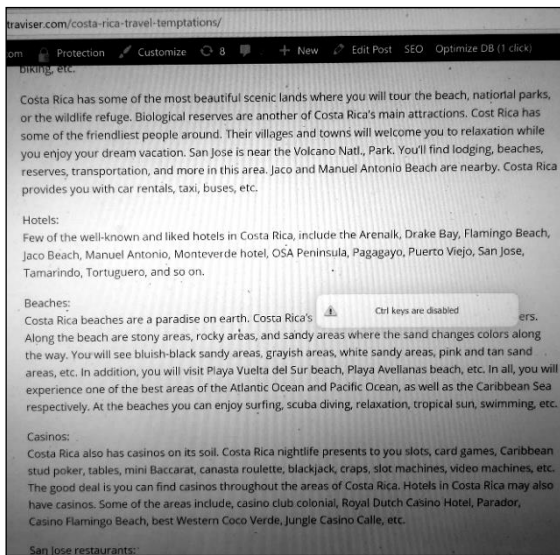 traviser.com/costa-rica-travel-temptations/
om Protection Customize 8 New Edit Post SEO Optimize DB (1 click)
biking, etc.
Costa Rica has some of the most beautiful scenic lands where you will tour the beach, national parks,
or the wildlife refuge. Biological reserves are another of Costa Rica's main attractions. Cost Rica has
some of the friendliest people around. Their villages and towns will welcome you to relaxation while
you enjoy your dream vacation. San Jose is near the Volcano Natl., Park. You'll find lodging, beaches,
reserves, transportation, and more in this area. Jaco and Manuel Antonio Beach are nearby. Costa Rica
provides you with car rentals, taxi, buses, etc.
Hotels:
Few of the well-known and liked hotels in Costa Rica, include the Arenalk, Drake Bay, Flamingo Beach,
Jaco Beach, Manuel Antonio, Monteverde hotel, OSA Peninsula, Pagagayo, Puerto Viejo, San Jose,
Tamarindo, Tortuguero, and so on.
Beaches:
Costa Rica beaches are a paradise on earth. Costa Rica's ers.
Ctrl keys are disabled
Along the beach are stony areas, rocky areas, and sandy areas where the sand changes colors along
the way. You will see bluish-black sandy areas, grayish areas, white sandy areas, pink and tan sand
areas, etc. In addition, you will visit Playa Vuelta del Sur beach, Playa Avellanas beach, etc. In all, you will
experience one of the best areas of the Atlantic Ocean and Pacific Ocean, as well as the Caribbean Sea
respectively. At the beaches you can enjoy surfing, scuba diving, relaxation, tropical sun, swimming, etc.
Casinos:
Costa Rica also has casinos on its soil. Costa Rica nightlife presents to you slots, card games, Caribbean
stud poker, tables, mini Baccarat, canasta roulette, blackjack, craps, slot machines, video machines, etc.
The good deal is you can find casinos throughout the areas of Costa Rica. Hotels in Costa Rica may also
have casinos. Some of the areas include, casino club colonial, Royal Dutch Casino Hotel, Parador,
Casino Flamingo Beach, best Western Coco Verde, Jungle Casino Calle, etc.
San Jose restaurants: